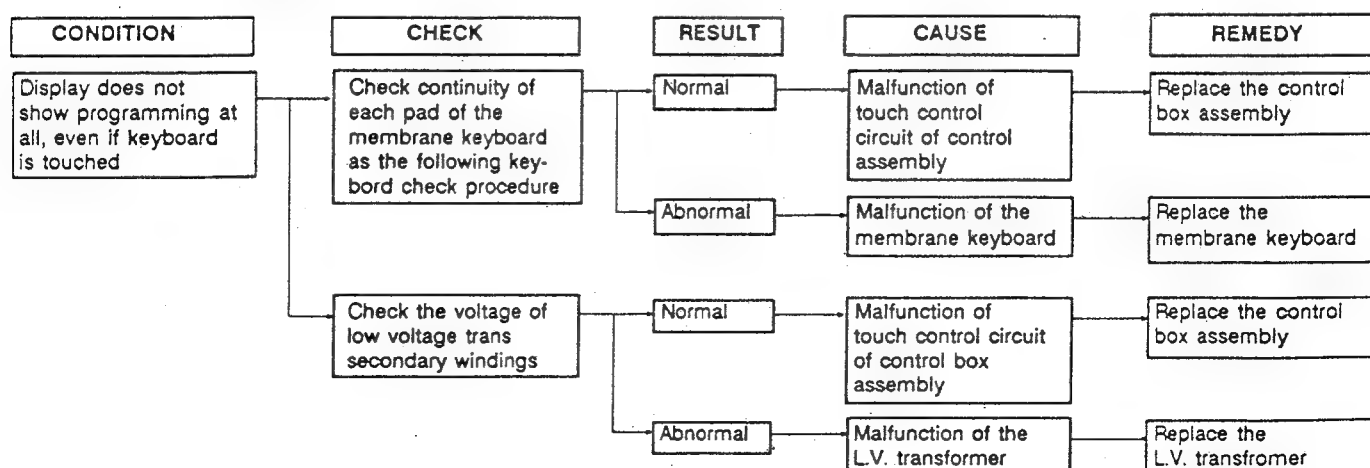 CONDITION
CHECK
RESULT
CAUSE
REMEDY
Display does not
show programming at
all, even if keyboard
is touched
Check continuity of
each pad of the
membrane keyboard
as the following key-
bord check procedure
Normal
Malfunction of
touch control
circuit of control
assembly
Replace the control
box assembly
Abnormal
Malfunction of the
membrane keyboard
Replace the
membrane keyboard
Check the voltage of
low voltage trans
secondary windings
Normal
Malfunction of
touch control circuit
of control box
assembly
Replace the control
box assembly
Abnormal
Malfunction of the
L.V. transformer
Replace the
L.V. transfromer